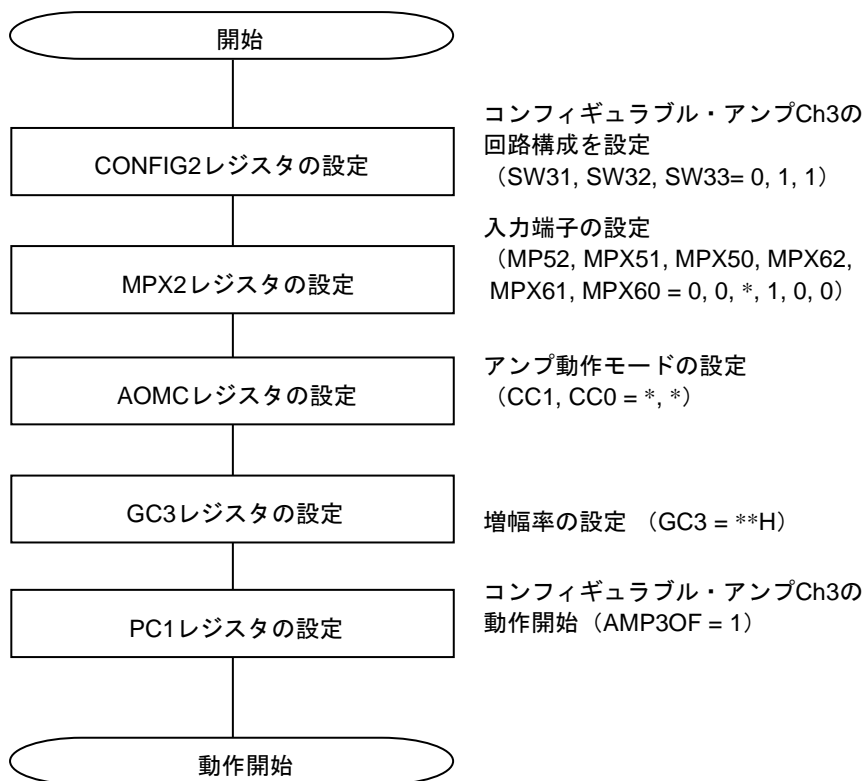 開始
コンフィギュラブル・アンプCh3の
回路構成を設定
（SW31, SW32, SW33= 0, 1, 1）
CONFIG2レジスタの設定
入力端子の設定
（MP52, MPX51, MPX50, MPX62,
MPX61, MPX60 = 0, 0, *, 1, 0, 0）
MPX2レジスタの設定
アンプ動作モードの設定
（CC1, CC0 = *, *）
AOMCレジスタの設定
GC3レジスタの設定
増幅率の設定 （GC3 = **H）
コンフィギュラブル・アンプCh3の
動作開始（AMP3OF = 1）
PC1レジスタの設定
動作開始